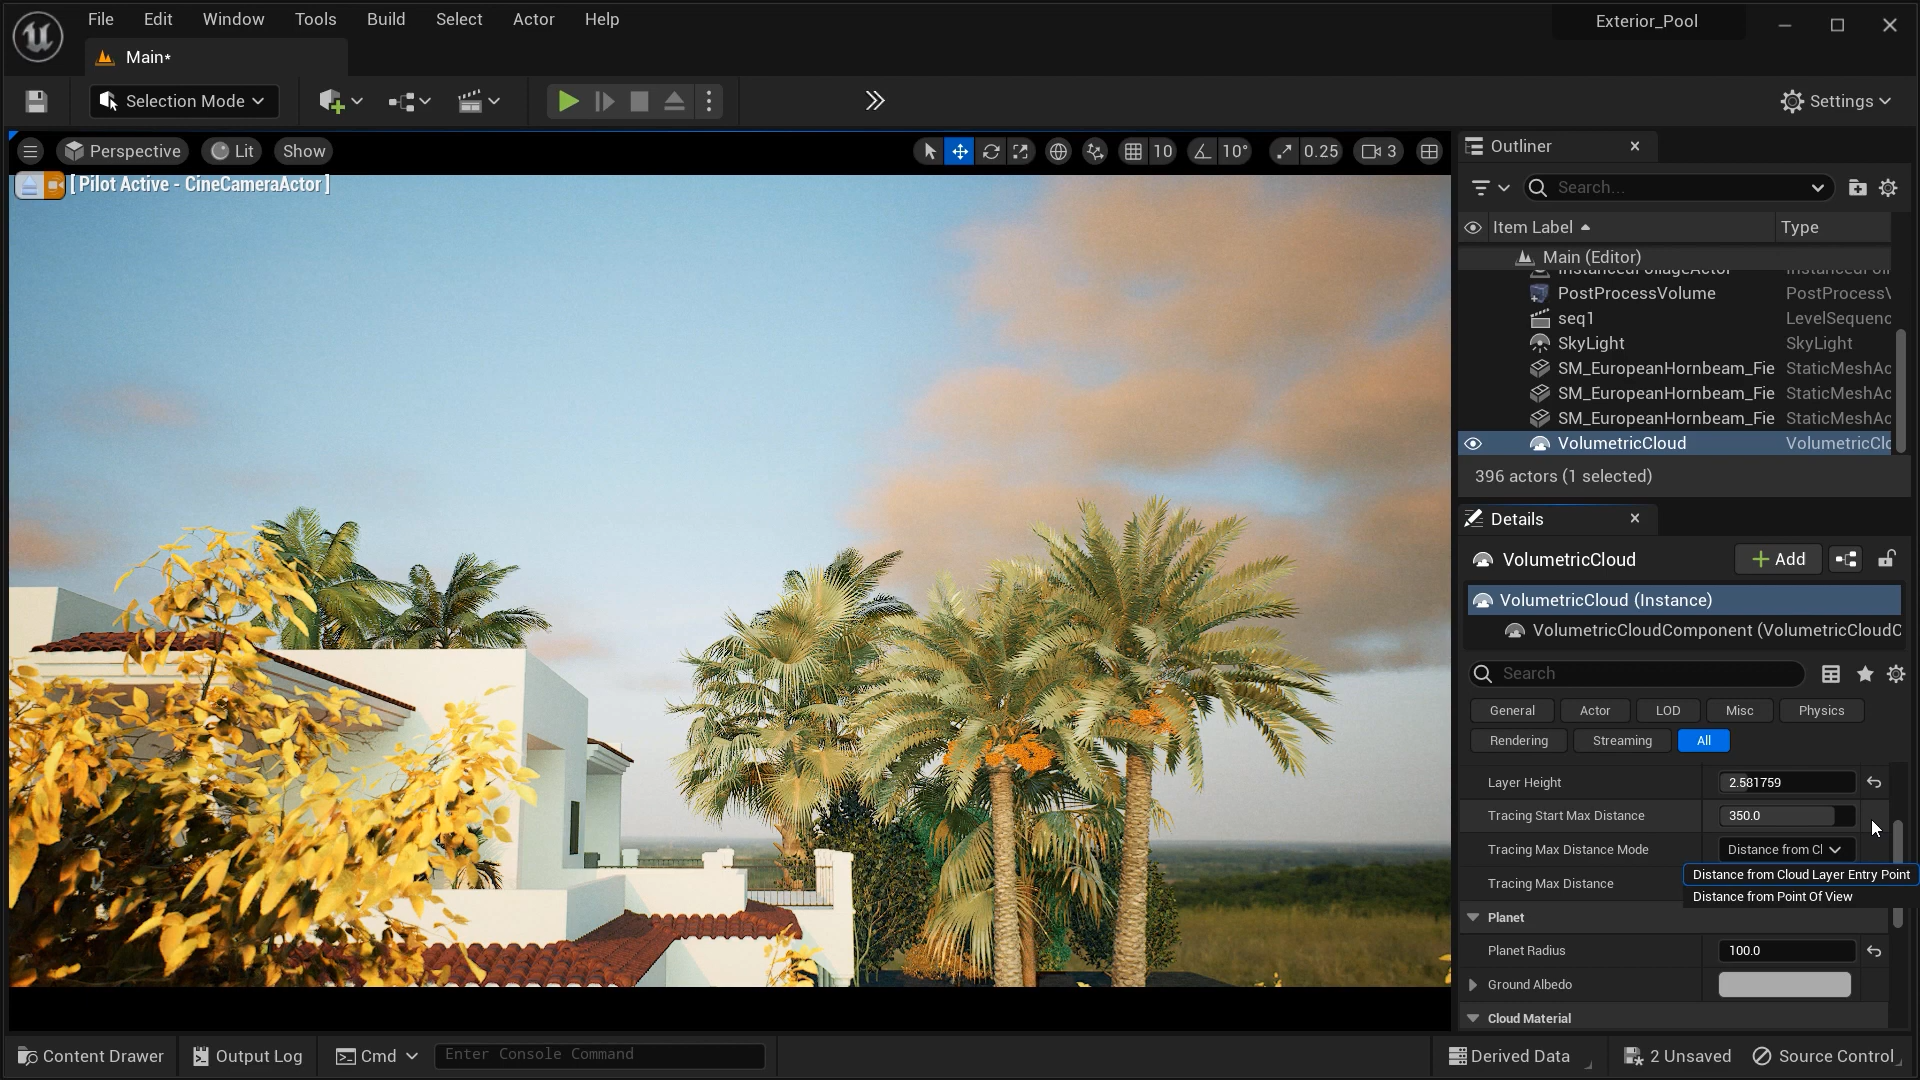 File Edit Window Tools Build Select Actor Help
Exterior_Pool
Main*
Selection Mode
Settings
Perspective Lit Show
10 10° 0.25 3
[ Pilot Active - CineCameraActor ]
Outliner
Search...
Item Label Type
Main (Editor)
InstancedFoliageActor
PostProcessVolume PostProcessV
seq1 LevelSequenc
SkyLight SkyLight
SM_EuropeanHornbeam_Fie StaticMeshAc
SM_EuropeanHornbeam_Fie StaticMeshAc
SM_EuropeanHornbeam_Fie StaticMeshAc
VolumetricCloud VolumetricClo
396 actors (1 selected)
Details
VolumetricCloud
Add
VolumetricCloud (Instance)
VolumetricCloudComponent (VolumetricCloudC
Search
General Actor LOD Misc Physics
Rendering Streaming All
Layer Height 2.581759
Tracing Start Max Distance 350.0
Tracing Max Distance Mode Distance from Cl
Distance from Cloud Layer Entry Point
Tracing Max Distance
Distance from Point Of View
Planet
Planet Radius 100.0
Ground Albedo
Cloud Material
Content Drawer Output Log Cmd Enter Console Command
Derived Data 2 Unsaved Source Control